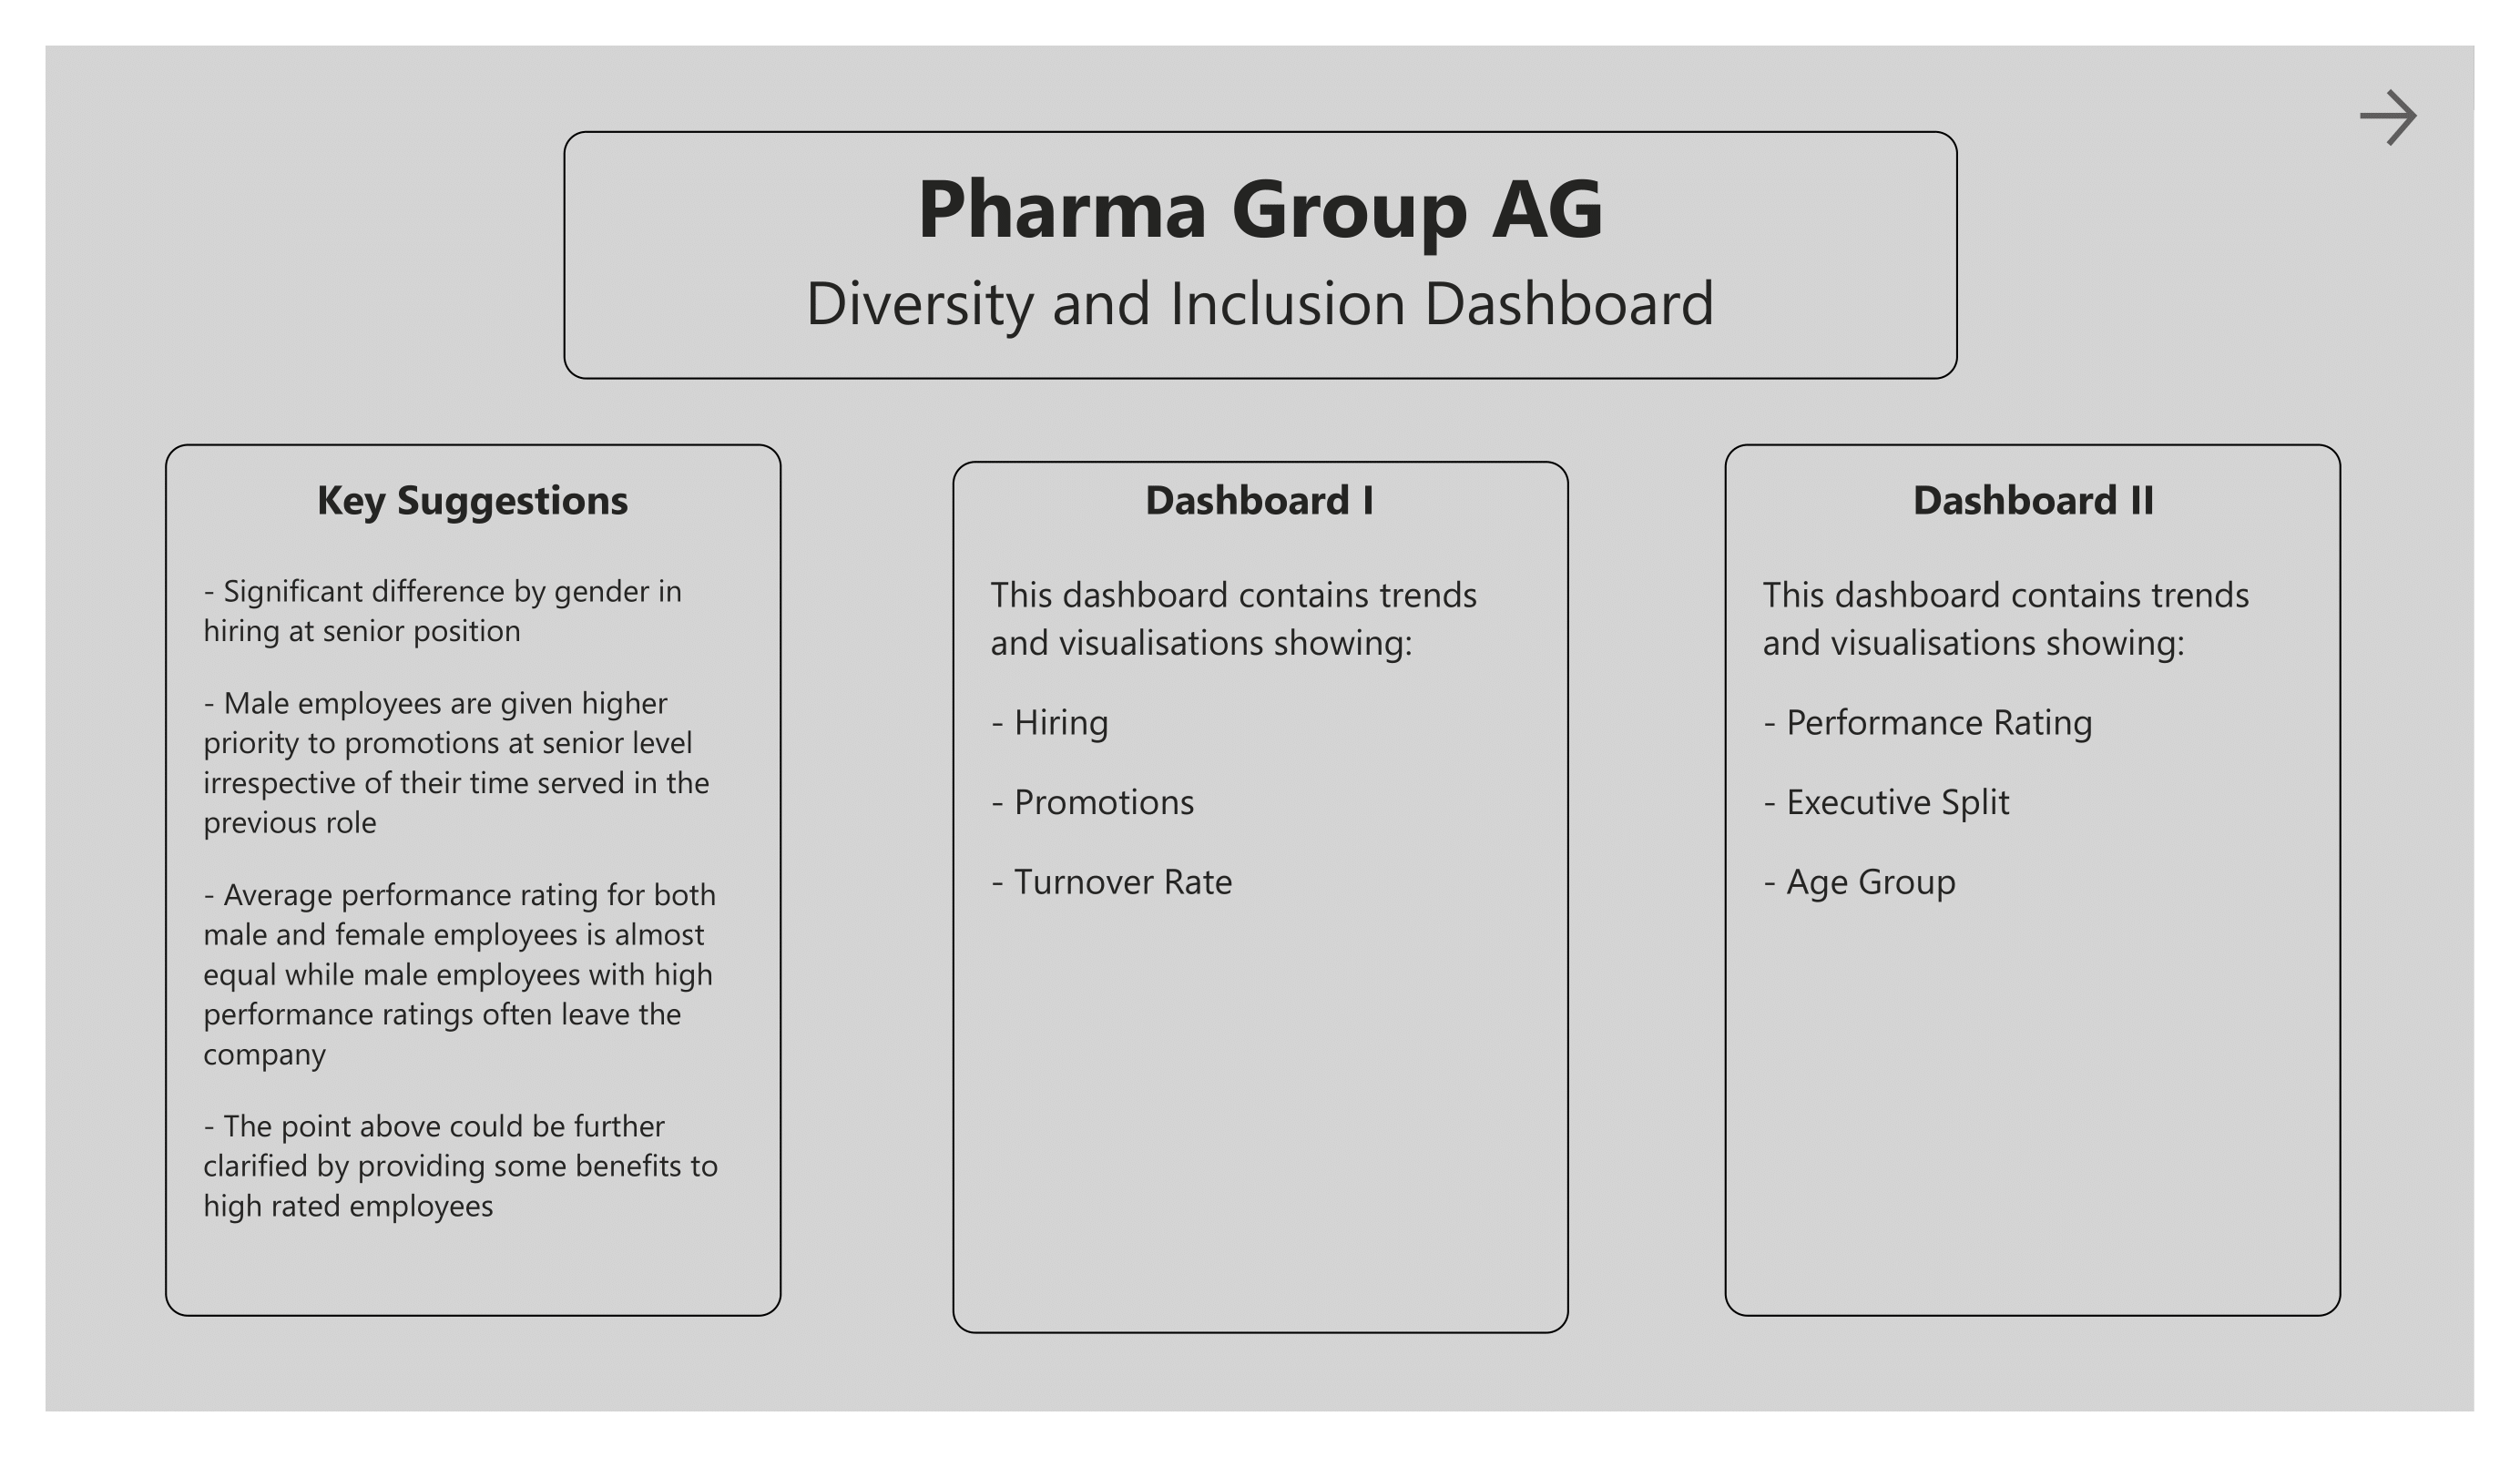 Pharma Group AG
Diversity and Inclusion Dashboard
Key Suggestions
- Significant difference by gender in
hiring at senior position
- Male employees are given higher
priority to promotions at senior level
irrespective of their time served in the
previous role
- Average performance rating for both
male and female employees is almost
equal while male employees with high
performance ratings often leave the
company
- The point above could be further
clarified by providing some benefits to
high rated employees
Dashboard I
This dashboard contains trends
and visualisations showing:
- Hiring
- Promotions
- Turnover Rate
Dashboard II
This dashboard contains trends
and visualisations showing:
- Performance Rating
- Executive Split
- Age Group